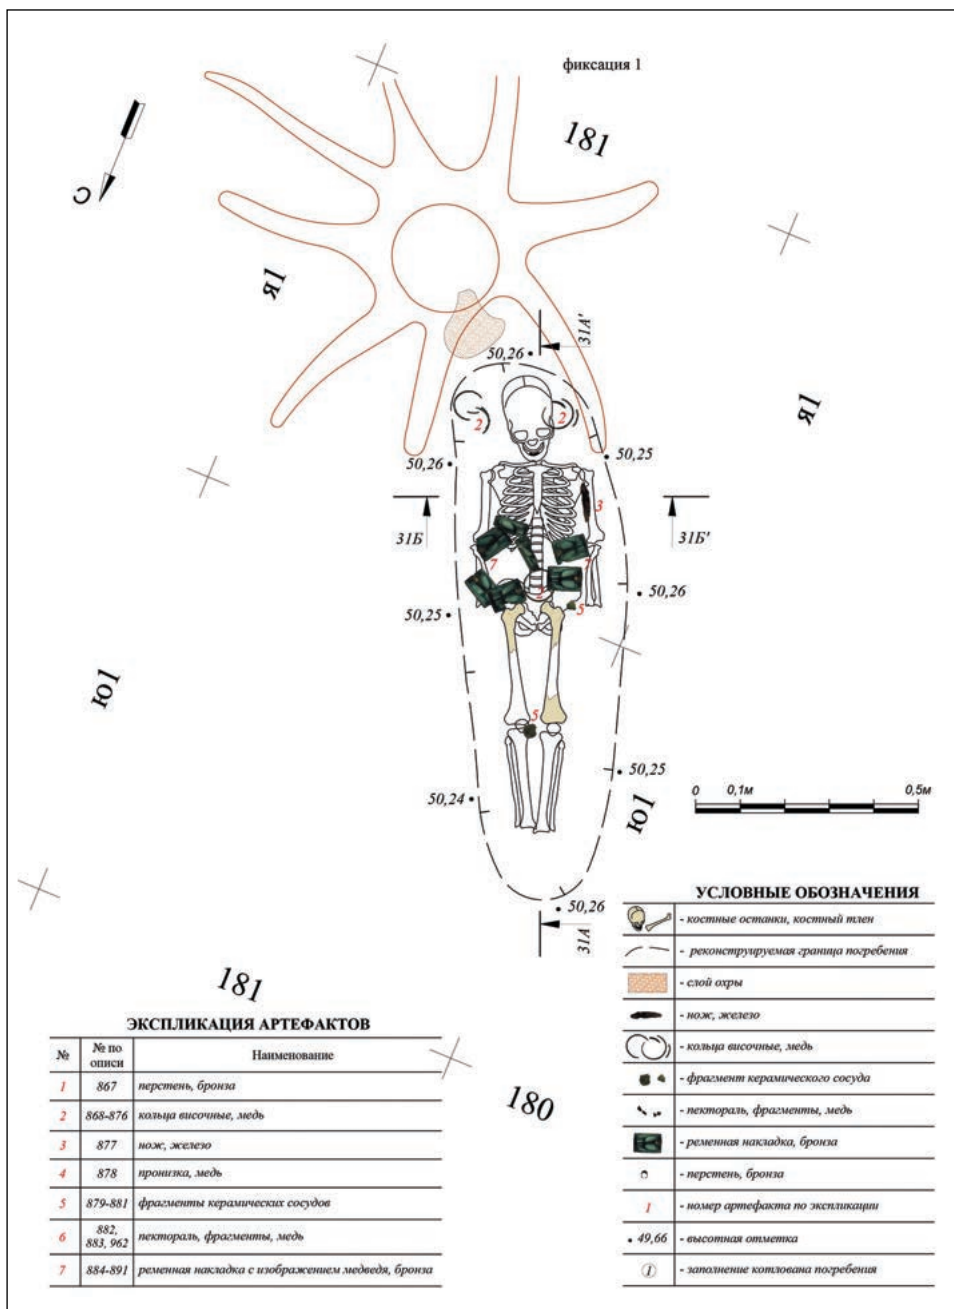 фиксация 1
181
С
Я1
31А'
50,26
2
2
Я1
50,26
50,25
3
31Б
31Б'
7
7
2
5
50,26
50,25
Ю1
5
50,25
50,24
Ю1
0 0,1м 0,5м
50,26
31А
181
180
ЭКСПЛИКАЦИЯ АРТЕФАКТОВ
№ № по описи Наименование
1 867 перстень, бронза
2 868-876 кольца височные, медь
3 877 нож, железо
4 878 пронизка, медь
5 879-881 фрагменты керамических сосудов
6 882, 883, 962 пектораль, фрагменты, медь
7 884-891 ременная накладка с изображением медведя, бронза
УСЛОВНЫЕ ОБОЗНАЧЕНИЯ
- костные останки, костный тлен
- реконструируемая граница погребения
- слой охры
- нож, железо
- кольца височные, медь
- фрагмент керамического сосуда
- пектораль, фрагменты, медь
- ременная накладка, бронза
- перстень, бронза
1 - номер артефакта по экспликации
49,66 - высотная отметка
1 - заполнение котлована погребения